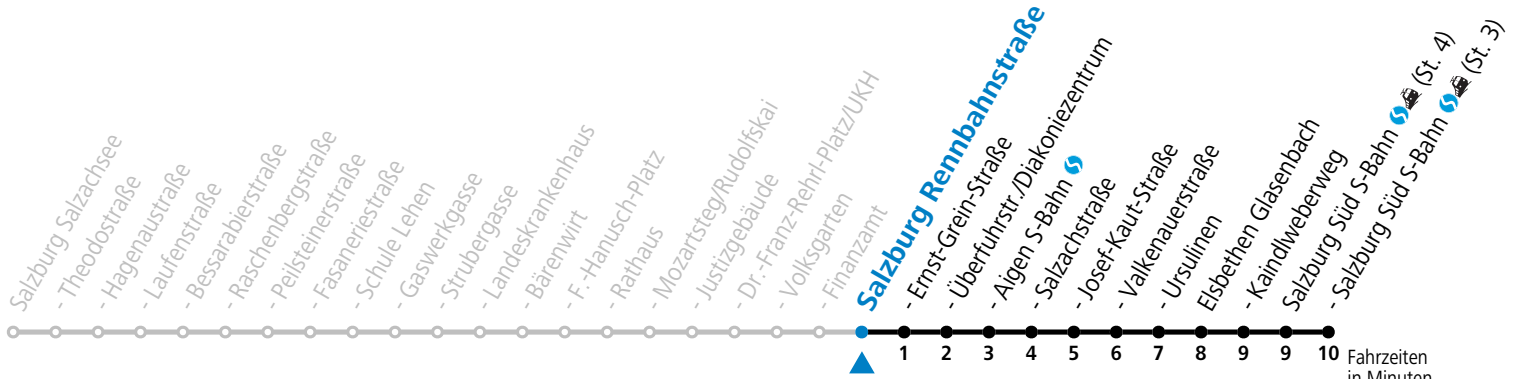 Salzburg Salzachsee
- Theodostraße
- Hagenaustraße
- Laufenstraße
- Bessarabierstraße
- Raschenbergstraße
- Peilsteinerstraße
- Fasaneriestraße
- Schule Lehen
- Gaswerkgasse
- Strubergasse
- Landeskrankenhaus
- Bärenwirt
- F.-Hanusch-Platz
- Rathaus
- Mozartsteg/Rudolfskai
- Justizgebäude
- Dr.-Franz-Rehrl-Platz/UKH
- Volksgarten
- Finanzamt
Salzburg Rennbahnstraße
- Ernst-Grein-Straße
- Überfuhrstr./Diakoniezentrum
- Aigen S-Bahn
- Salzachstraße
- Josef-Kaut-Straße
- Valkenauerstraße
- Ursulinen
Elsbethen Glasenbach
- Kaindlweberweg
Salzburg Süd S-Bahn (St. 4)
- Salzburg Süd S-Bahn (St. 3)
1 2 3 4 5 6 7 8 9 9 10 Fahrzeiten
in Minuten